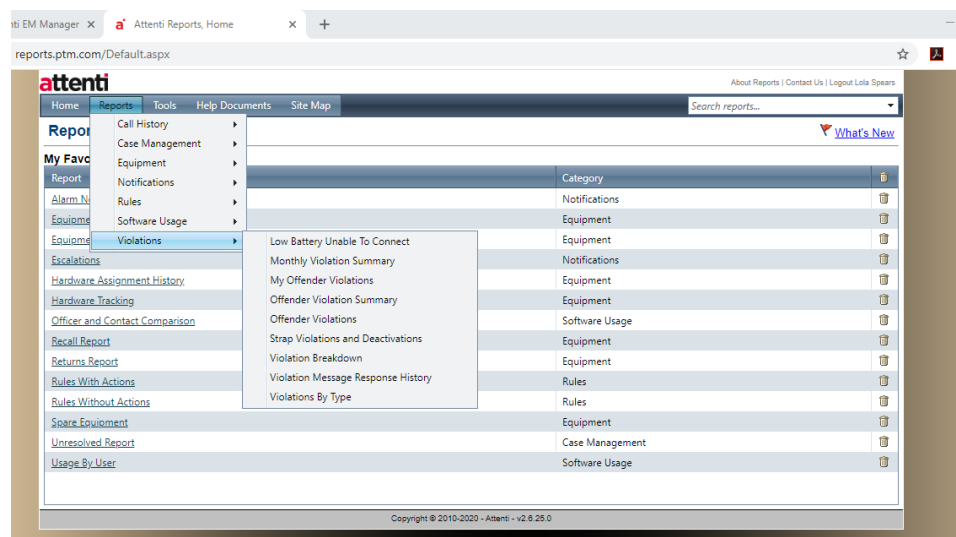 nti EM Manager
Attenti Reports, Home
reports.ptm.com/Default.aspx
attenti
About Reports | Contact Us | Logout Lola Spears
Home Reports Tools Help Documents Site Map
Search reports...
Repor
What's New
My Favo
Call History
Case Management
Equipment
Notifications
Rules
Software Usage
Violations
Low Battery Unable To Connect
Monthly Violation Summary
My Offender Violations
Offender Violation Summary
Offender Violations
Strap Violations and Deactivations
Violation Breakdown
Violation Message Response History
Violations By Type
Report Category
Alarm N Notifications
Equipme Equipment
Equipme Equipment
Escalations Notifications
Hardware Assignment History Equipment
Hardware Tracking Equipment
Officer and Contact Comparison Software Usage
Recall Report Equipment
Returns Report Equipment
Rules With Actions Rules
Rules Without Actions Rules
Spare Equipment Equipment
Unresolved Report Case Management
Usage By User Software Usage
Copyright © 2010-2020 - Attenti - v2.6.25.0